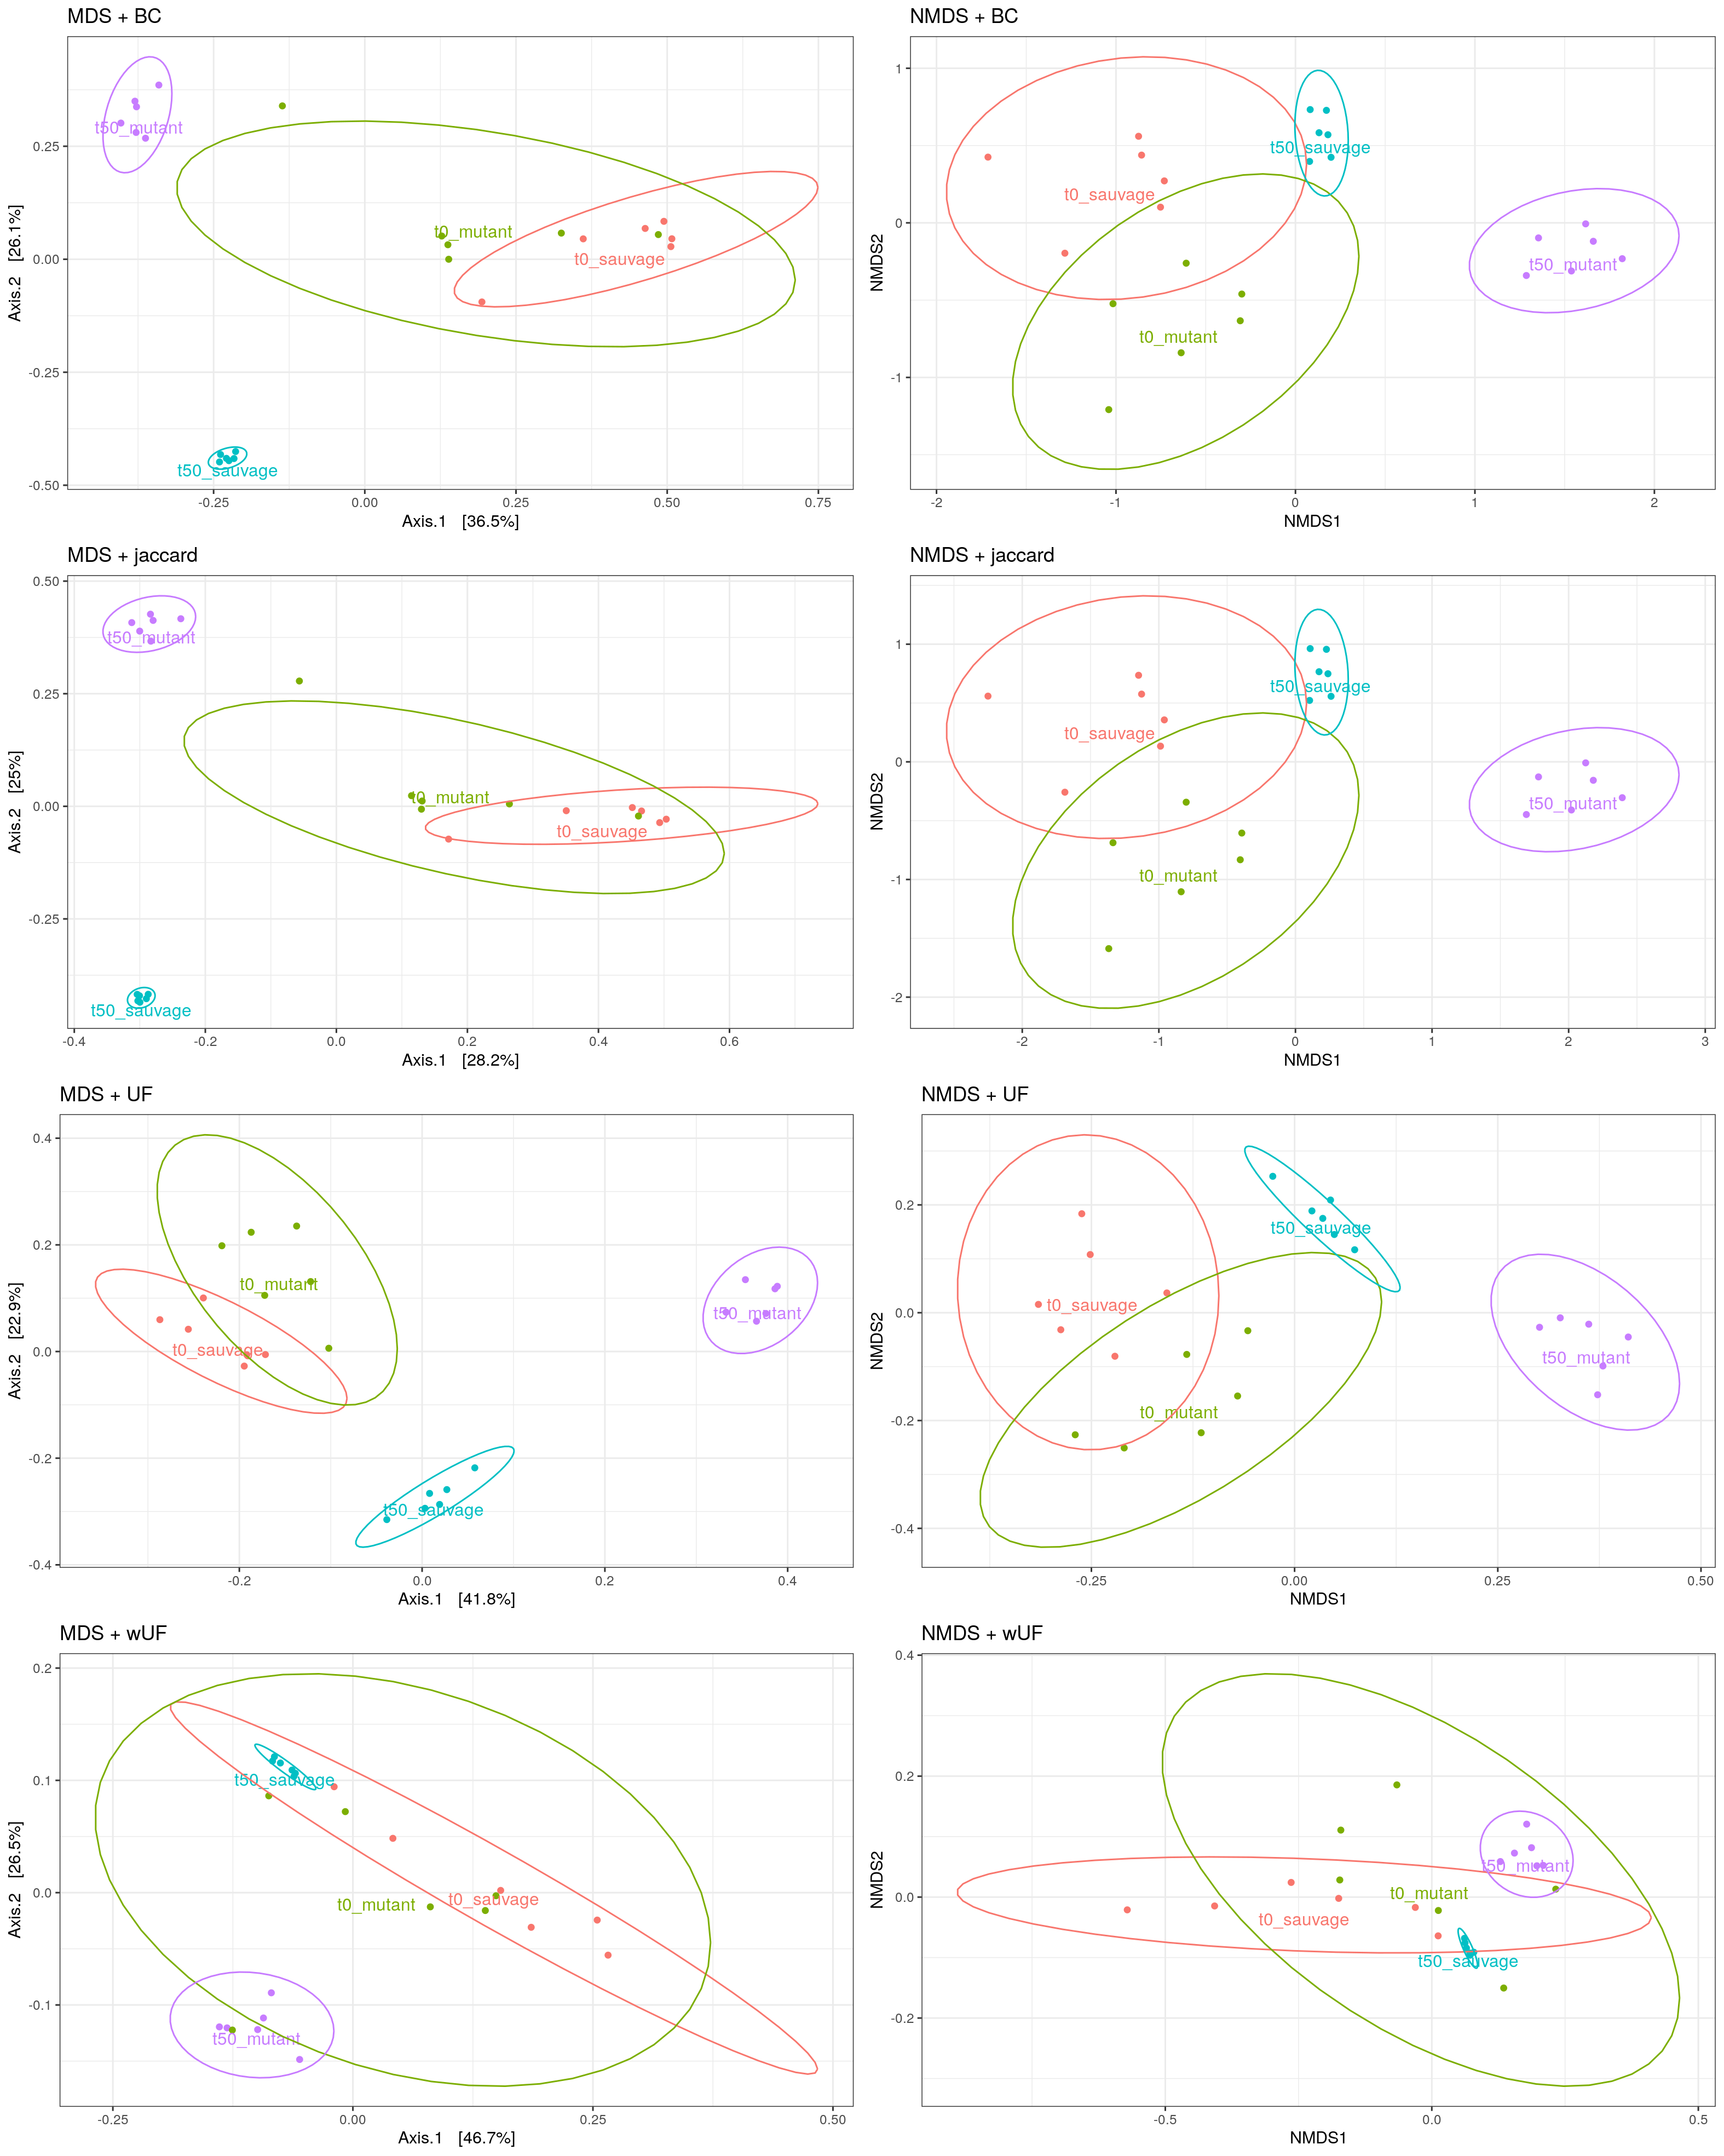 MDS + BC
0.25
0.00
-0.25
-0.50
Axis.2 [26.1%]
t50_mutant
t0_mutant
t0_sauvage
t50_sauvage
-0.25 0.00 0.25 0.50 0.75
Axis.1 [36.5%]
NMDS + BC
1
0
-1
NMDS2
t50_sauvage
t0_sauvage
t50_mutant
t0_mutant
-2 -1 0 1 2
NMDS1
MDS + jaccard
0.50
0.25
0.00
-0.25
Axis.2 [25%]
t50_mutant
t0_mutant
t0_sauvage
t50_sauvage
-0.4 -0.2 0.0 0.2 0.4 0.6
Axis.1 [28.2%]
NMDS + jaccard
1
0
-1
-2
NMDS2
t50_sauvage
t0_sauvage
t50_mutant
t0_mutant
-2 -1 0 1 2 3
NMDS1
MDS + UF
0.4
0.2
0.0
-0.2
-0.4
Axis.2 [22.9%]
t0_mutant
t50_mutant
t0_sauvage
t50_sauvage
-0.2 0.0 0.2 0.4
Axis.1 [41.8%]
NMDS + UF
0.2
0.0
-0.2
-0.4
NMDS2
t50_sauvage
t0_sauvage
t50_mutant
t0_mutant
-0.25 0.00 0.25 0.50
NMDS1
MDS + wUF
0.2
0.1
0.0
-0.1
Axis.2 [26.5%]
t50_sauvage
t0_sauvage
t0_mutant
t50_mutant
-0.25 0.00 0.25 0.50
Axis.1 [46.7%]
NMDS + wUF
0.4
0.2
0.0
-0.2
NMDS2
t50_mutant
t0_mutant
t0_sauvage
t50_sauvage
-0.5 0.0 0.5
NMDS1